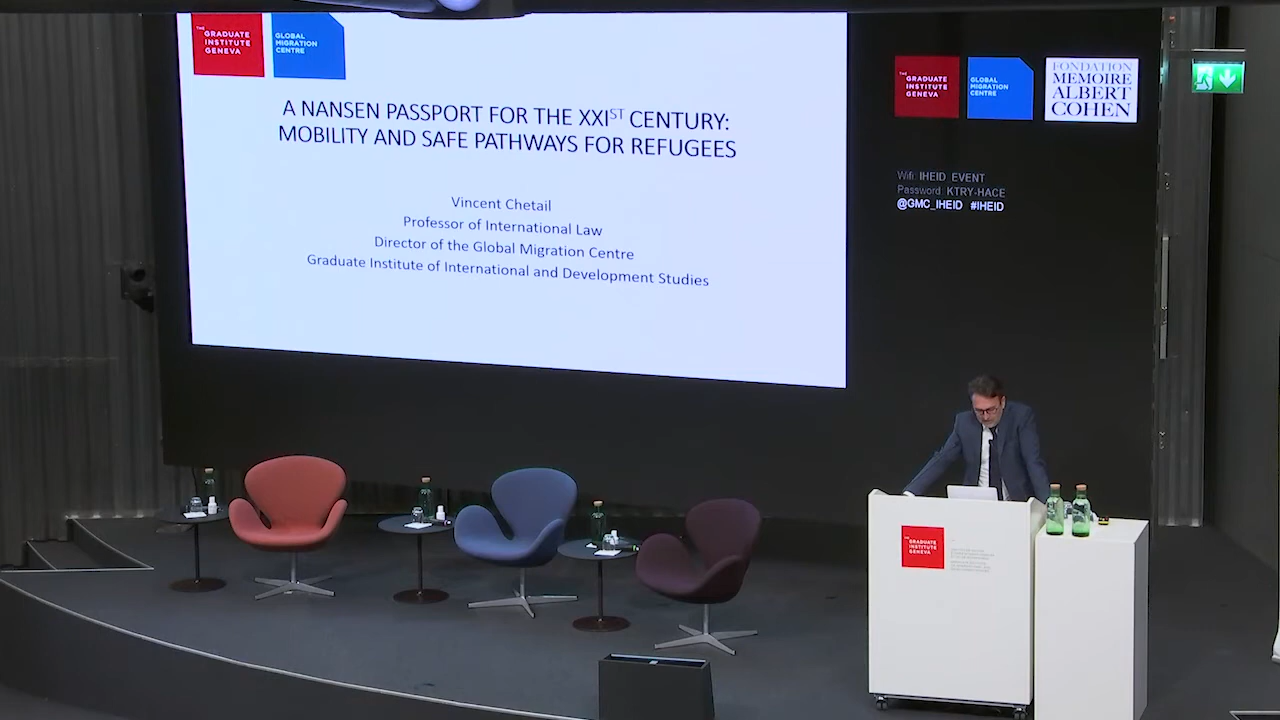 THE
GRADUATE
INSTITUTE
GENEVA
GLOBAL
MIGRATION
CENTRE
A NANSEN PASSPORT FOR THE XXIST CENTURY:
MOBILITY AND SAFE PATHWAYS FOR REFUGEES
Vincent Chetail
Professor of International Law
Director of the Global Migration Centre
Graduate Institute of International and Development Studies
THE
GRADUATE
INSTITUTE
GENEVA
GLOBAL
MIGRATION
CENTRE
FONDATION
MEMOIRE
ALBERT
COHEN
Wifi: IHEID_EVENT
Password: KTRY-HACE
@GMC_IHEID #IHEID
THE
GRADUATE
INSTITUTE
GENEVA